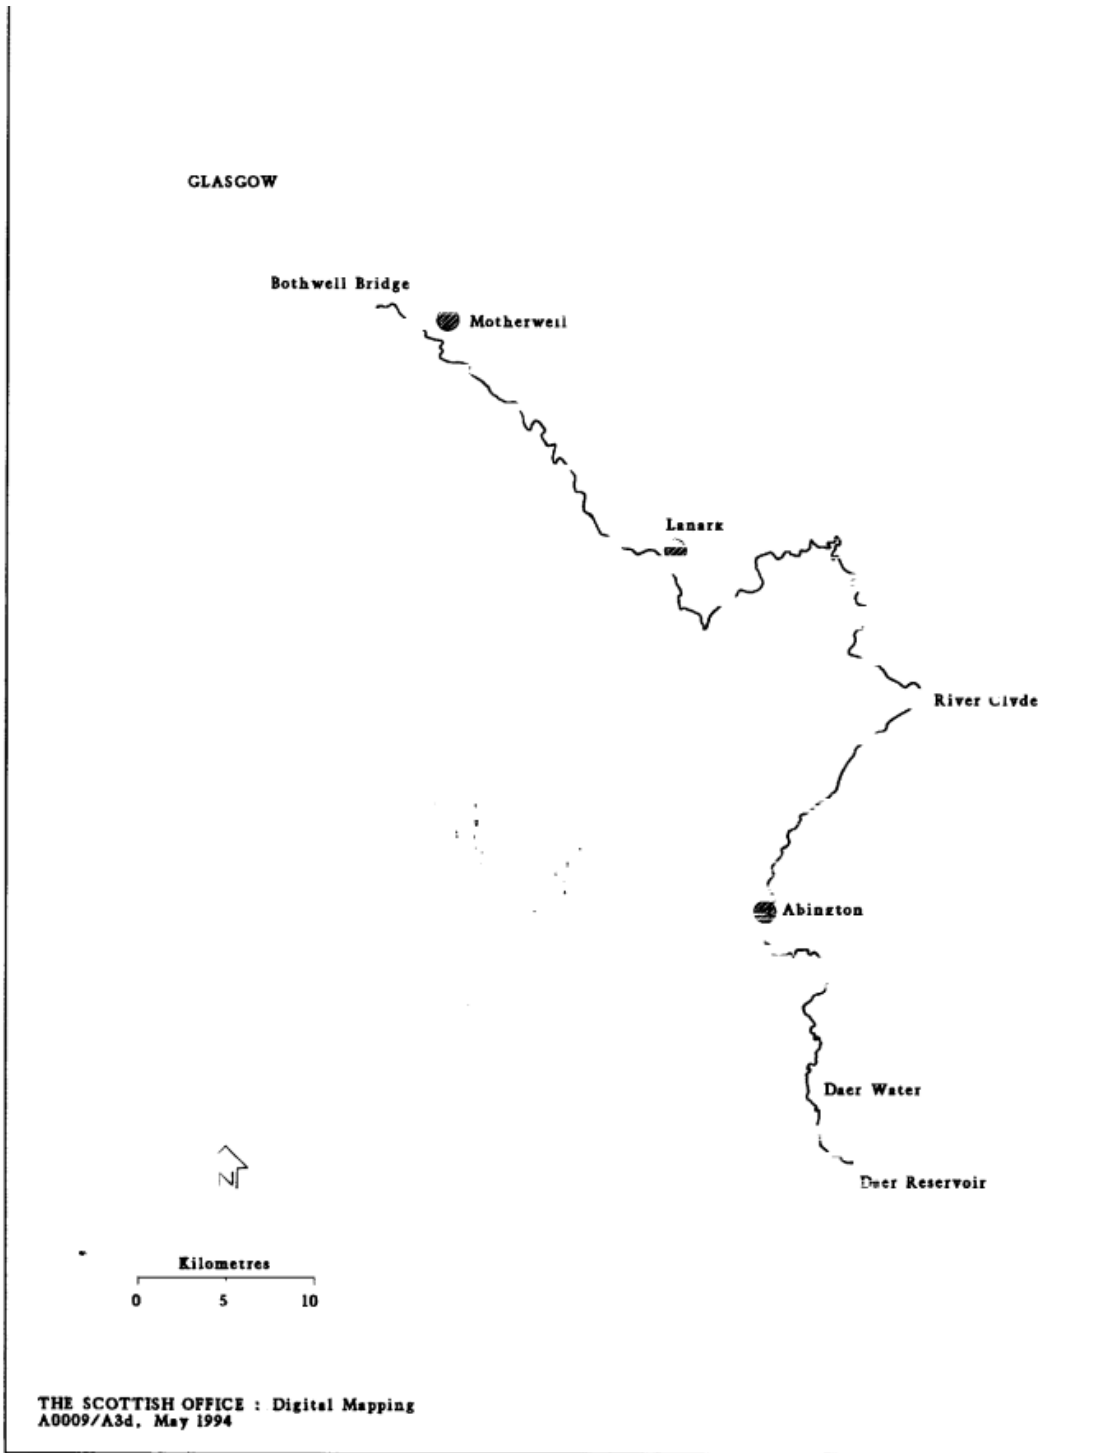 GLASGOW
Bothwell Bridge
Motherwell
Lanark
River Clyde
Abington
Daer Water
Daer Reservoir
N
Kilometres
0 5 10
THE SCOTTISH OFFICE : Digital Mapping
A0009/A3d, May 1994